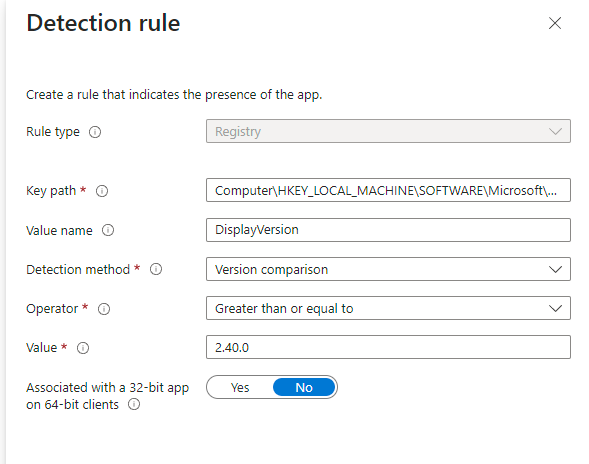 Detection rule
Create a rule that indicates the presence of the app.
Rule type
Registry
Key path *
Computer\HKEY_LOCAL_MACHINE\SOFTWARE\Microsoft\...
Value name
DisplayVersion
Detection method *
Version comparison
Operator *
Greater than or equal to
Value *
2.40.0
Associated with a 32-bit app
on 64-bit clients
Yes No